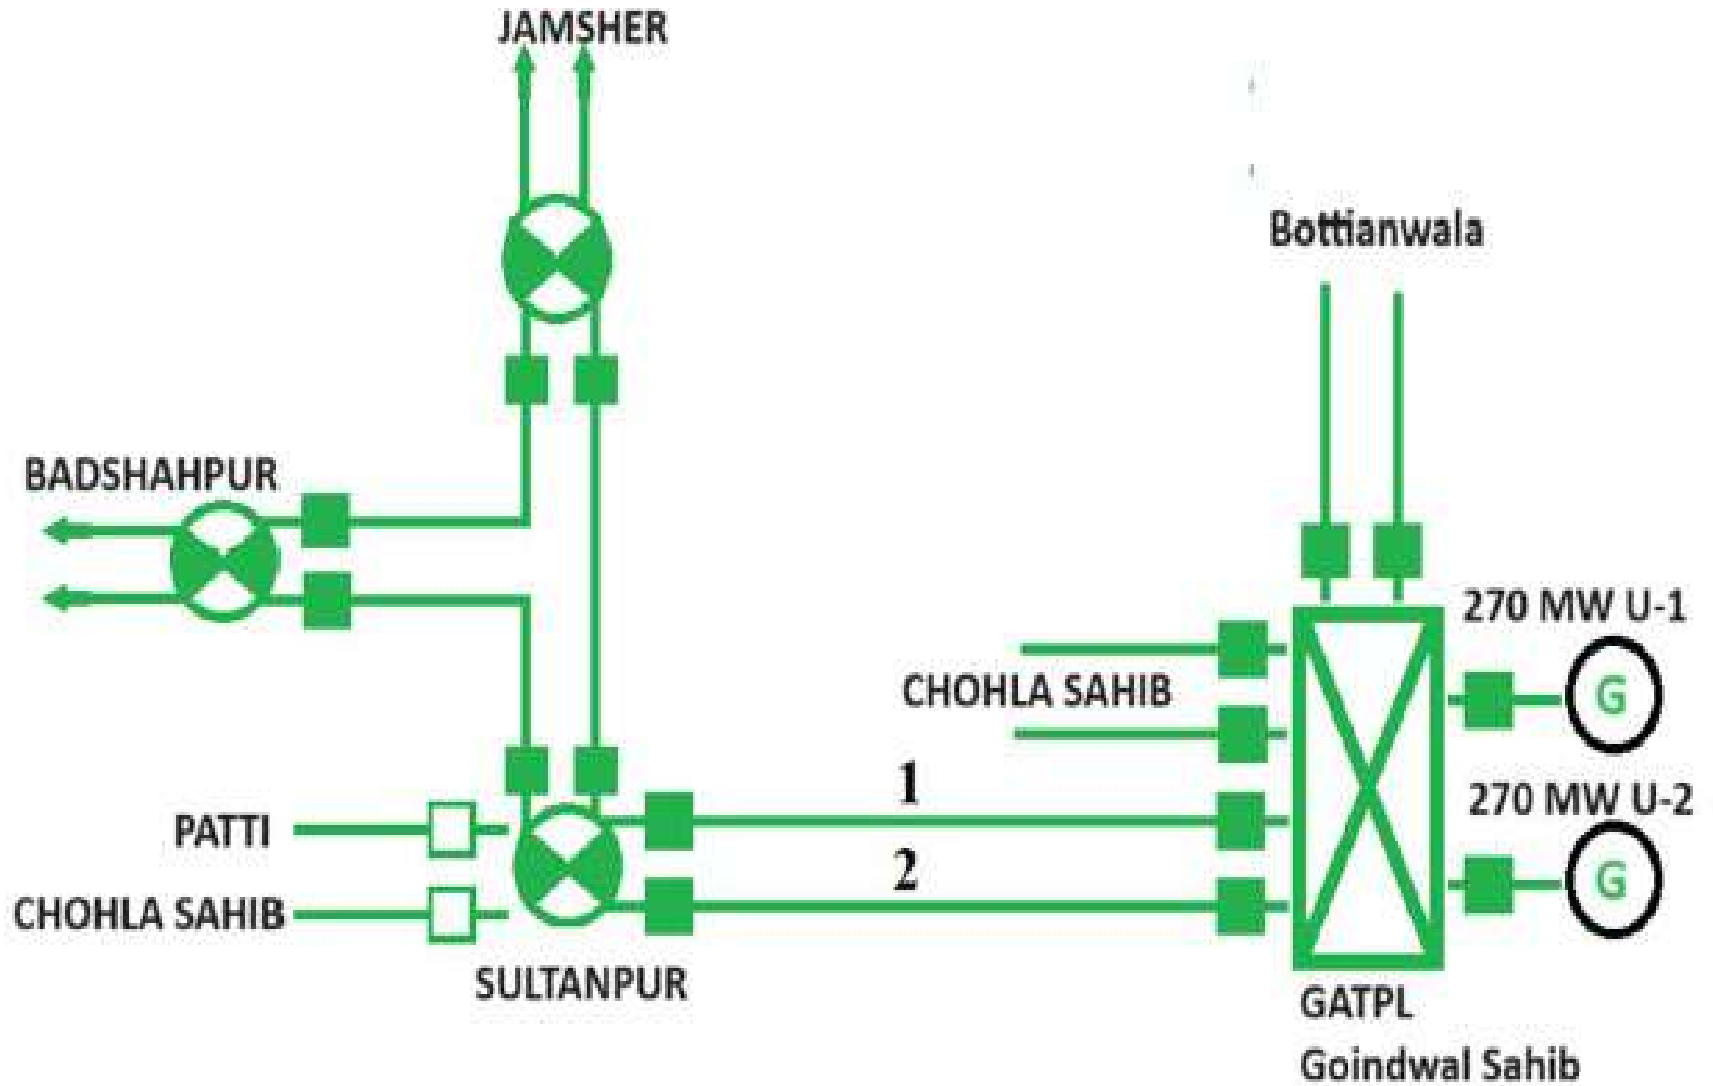 JAMSHER
Bottianwala
BADSHAHPUR
270 MW U-1
G
CHOHLA SAHIB
1
270 MW U-2
PATTI
2
G
CHOHLA SAHIB
SULTANPUR
GATPL
Goindwal Sahib